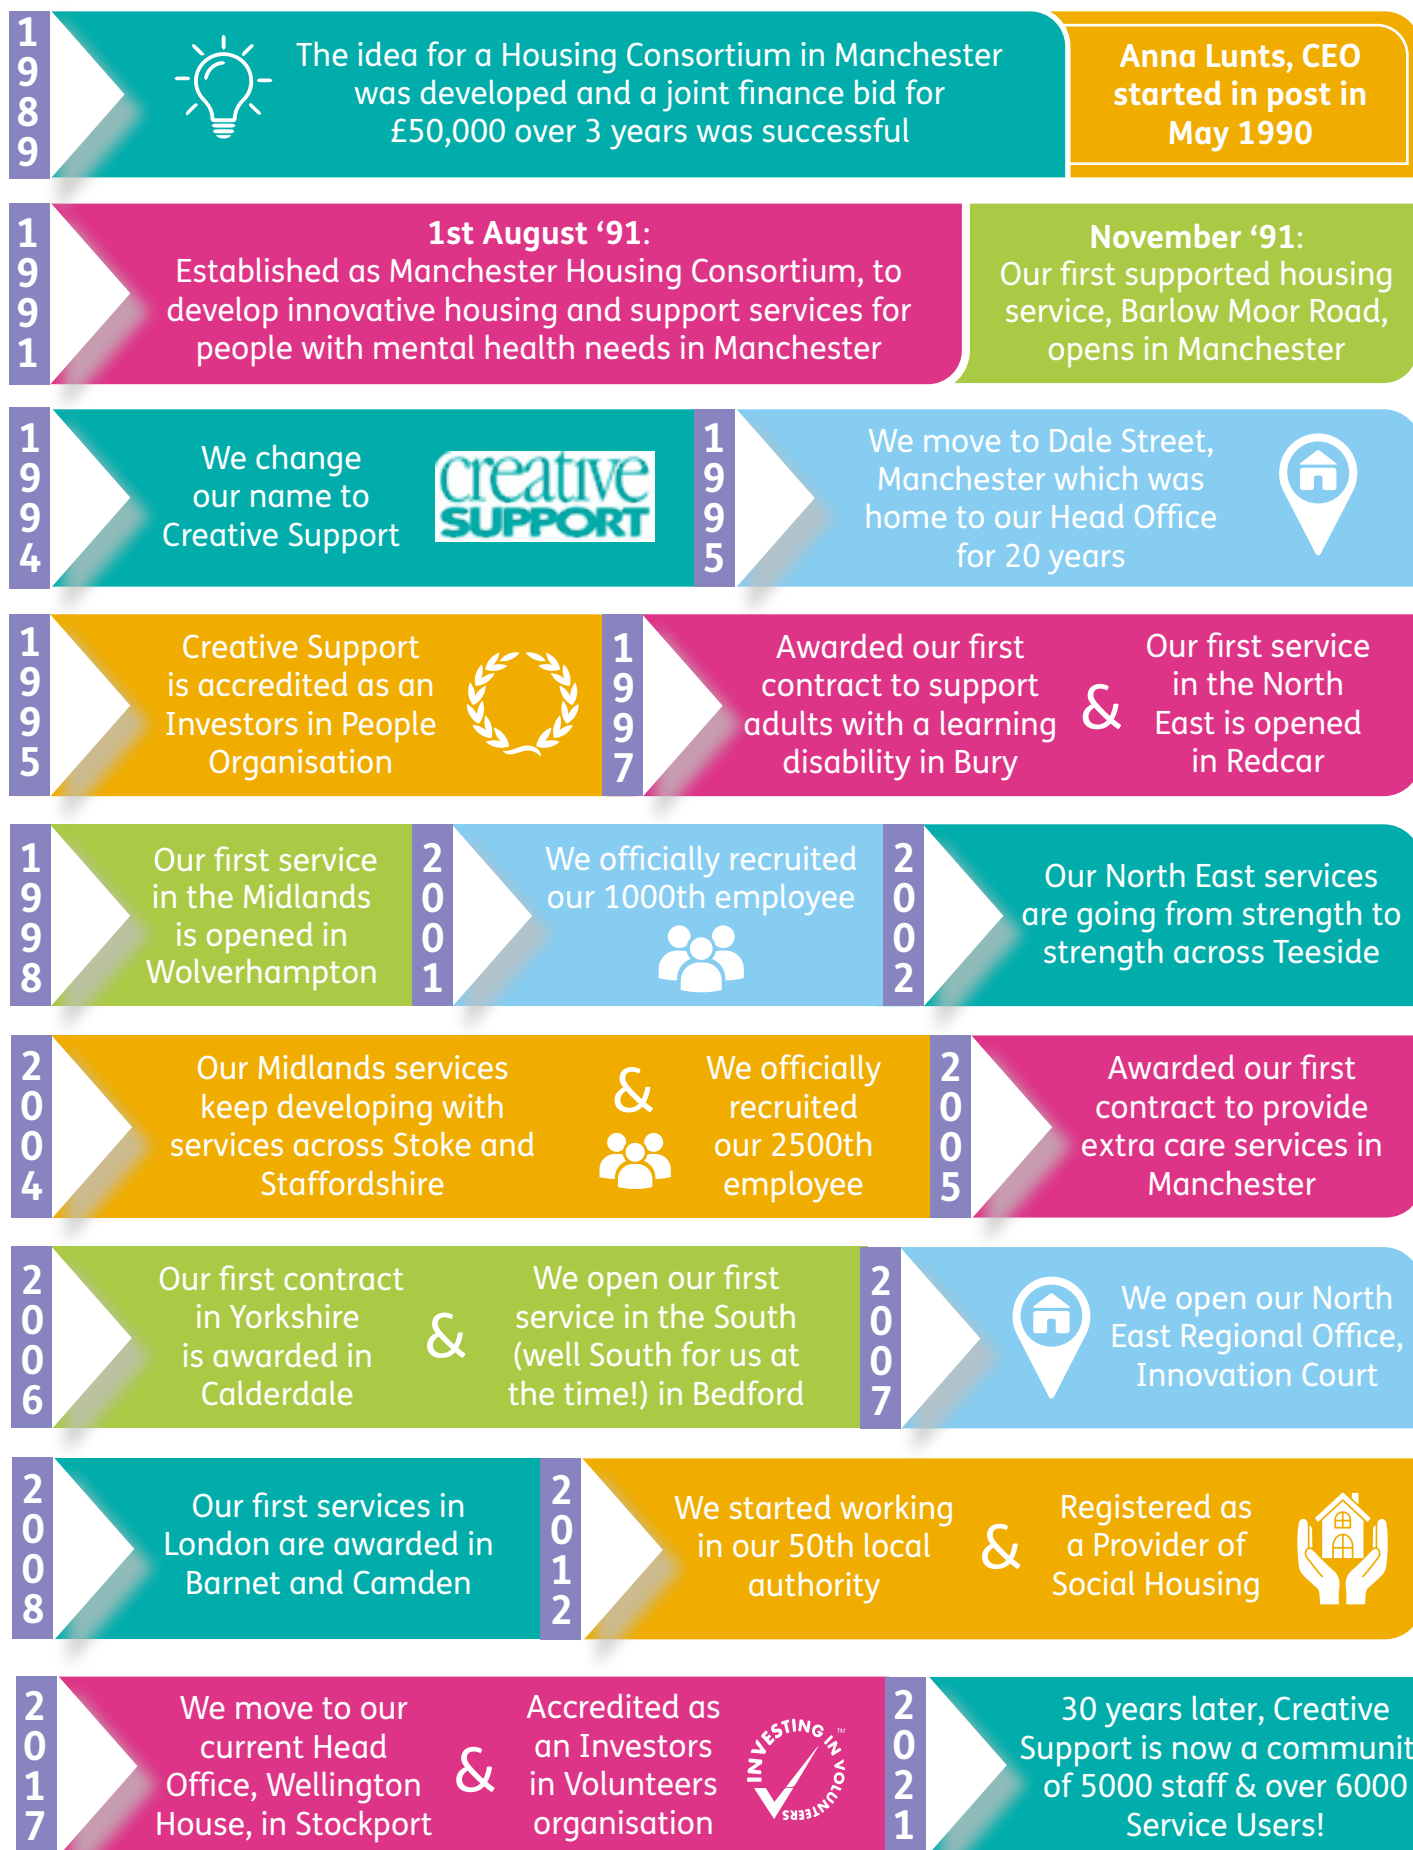 1989
The idea for a Housing Consortium in Manchester
was developed and a joint finance bid for
£50,000 over 3 years was successful
Anna Lunts, CEO
started in post in
May 1990
1991
1st August ‘91:
Established as Manchester Housing Consortium, to
develop innovative housing and support services for
people with mental health needs in Manchester
November ‘91:
Our first supported housing
service, Barlow Moor Road,
opens in Manchester
1994
We change
our name to
Creative Support
creative
SUPPORT
1995
We move to Dale Street,
Manchester which was
home to our Head Office
for 20 years
1995
Creative Support
is accredited as an
Investors in People
Organisation
1997
Awarded our first
contract to support
adults with a learning
disability in Bury
&
Our first service
in the North
East is opened
in Redcar
1998
Our first service
in the Midlands
is opened in
Wolverhampton
2001
We officially recruited
our 1000th employee
2002
Our North East services
are going from strength to
strength across Teeside
2004
Our Midlands services
keep developing with
services across Stoke and
Staffordshire
&
We officially
recruited
our 2500th
employee
2005
Awarded our first
contract to provide
extra care services in
Manchester
2006
Our first contract
in Yorkshire
is awarded in
Calderdale
&
We open our first
service in the South
(well South for us at
the time!) in Bedford
2007
We open our North
East Regional Office,
Innovation Court
2008
Our first services in
London are awarded in
Barnet and Camden
2012
We started working
in our 50th local
authority
&
Registered as
a Provider of
Social Housing
2017
We move to our
current Head
Office, Wellington
House, in Stockport
&
Accredited as
an Investors
in Volunteers
organisation
INVESTING IN VOLUNTEERS ™
2021
30 years later, Creative
Support is now a communit
of 5000 staff & over 6000
Service Users!